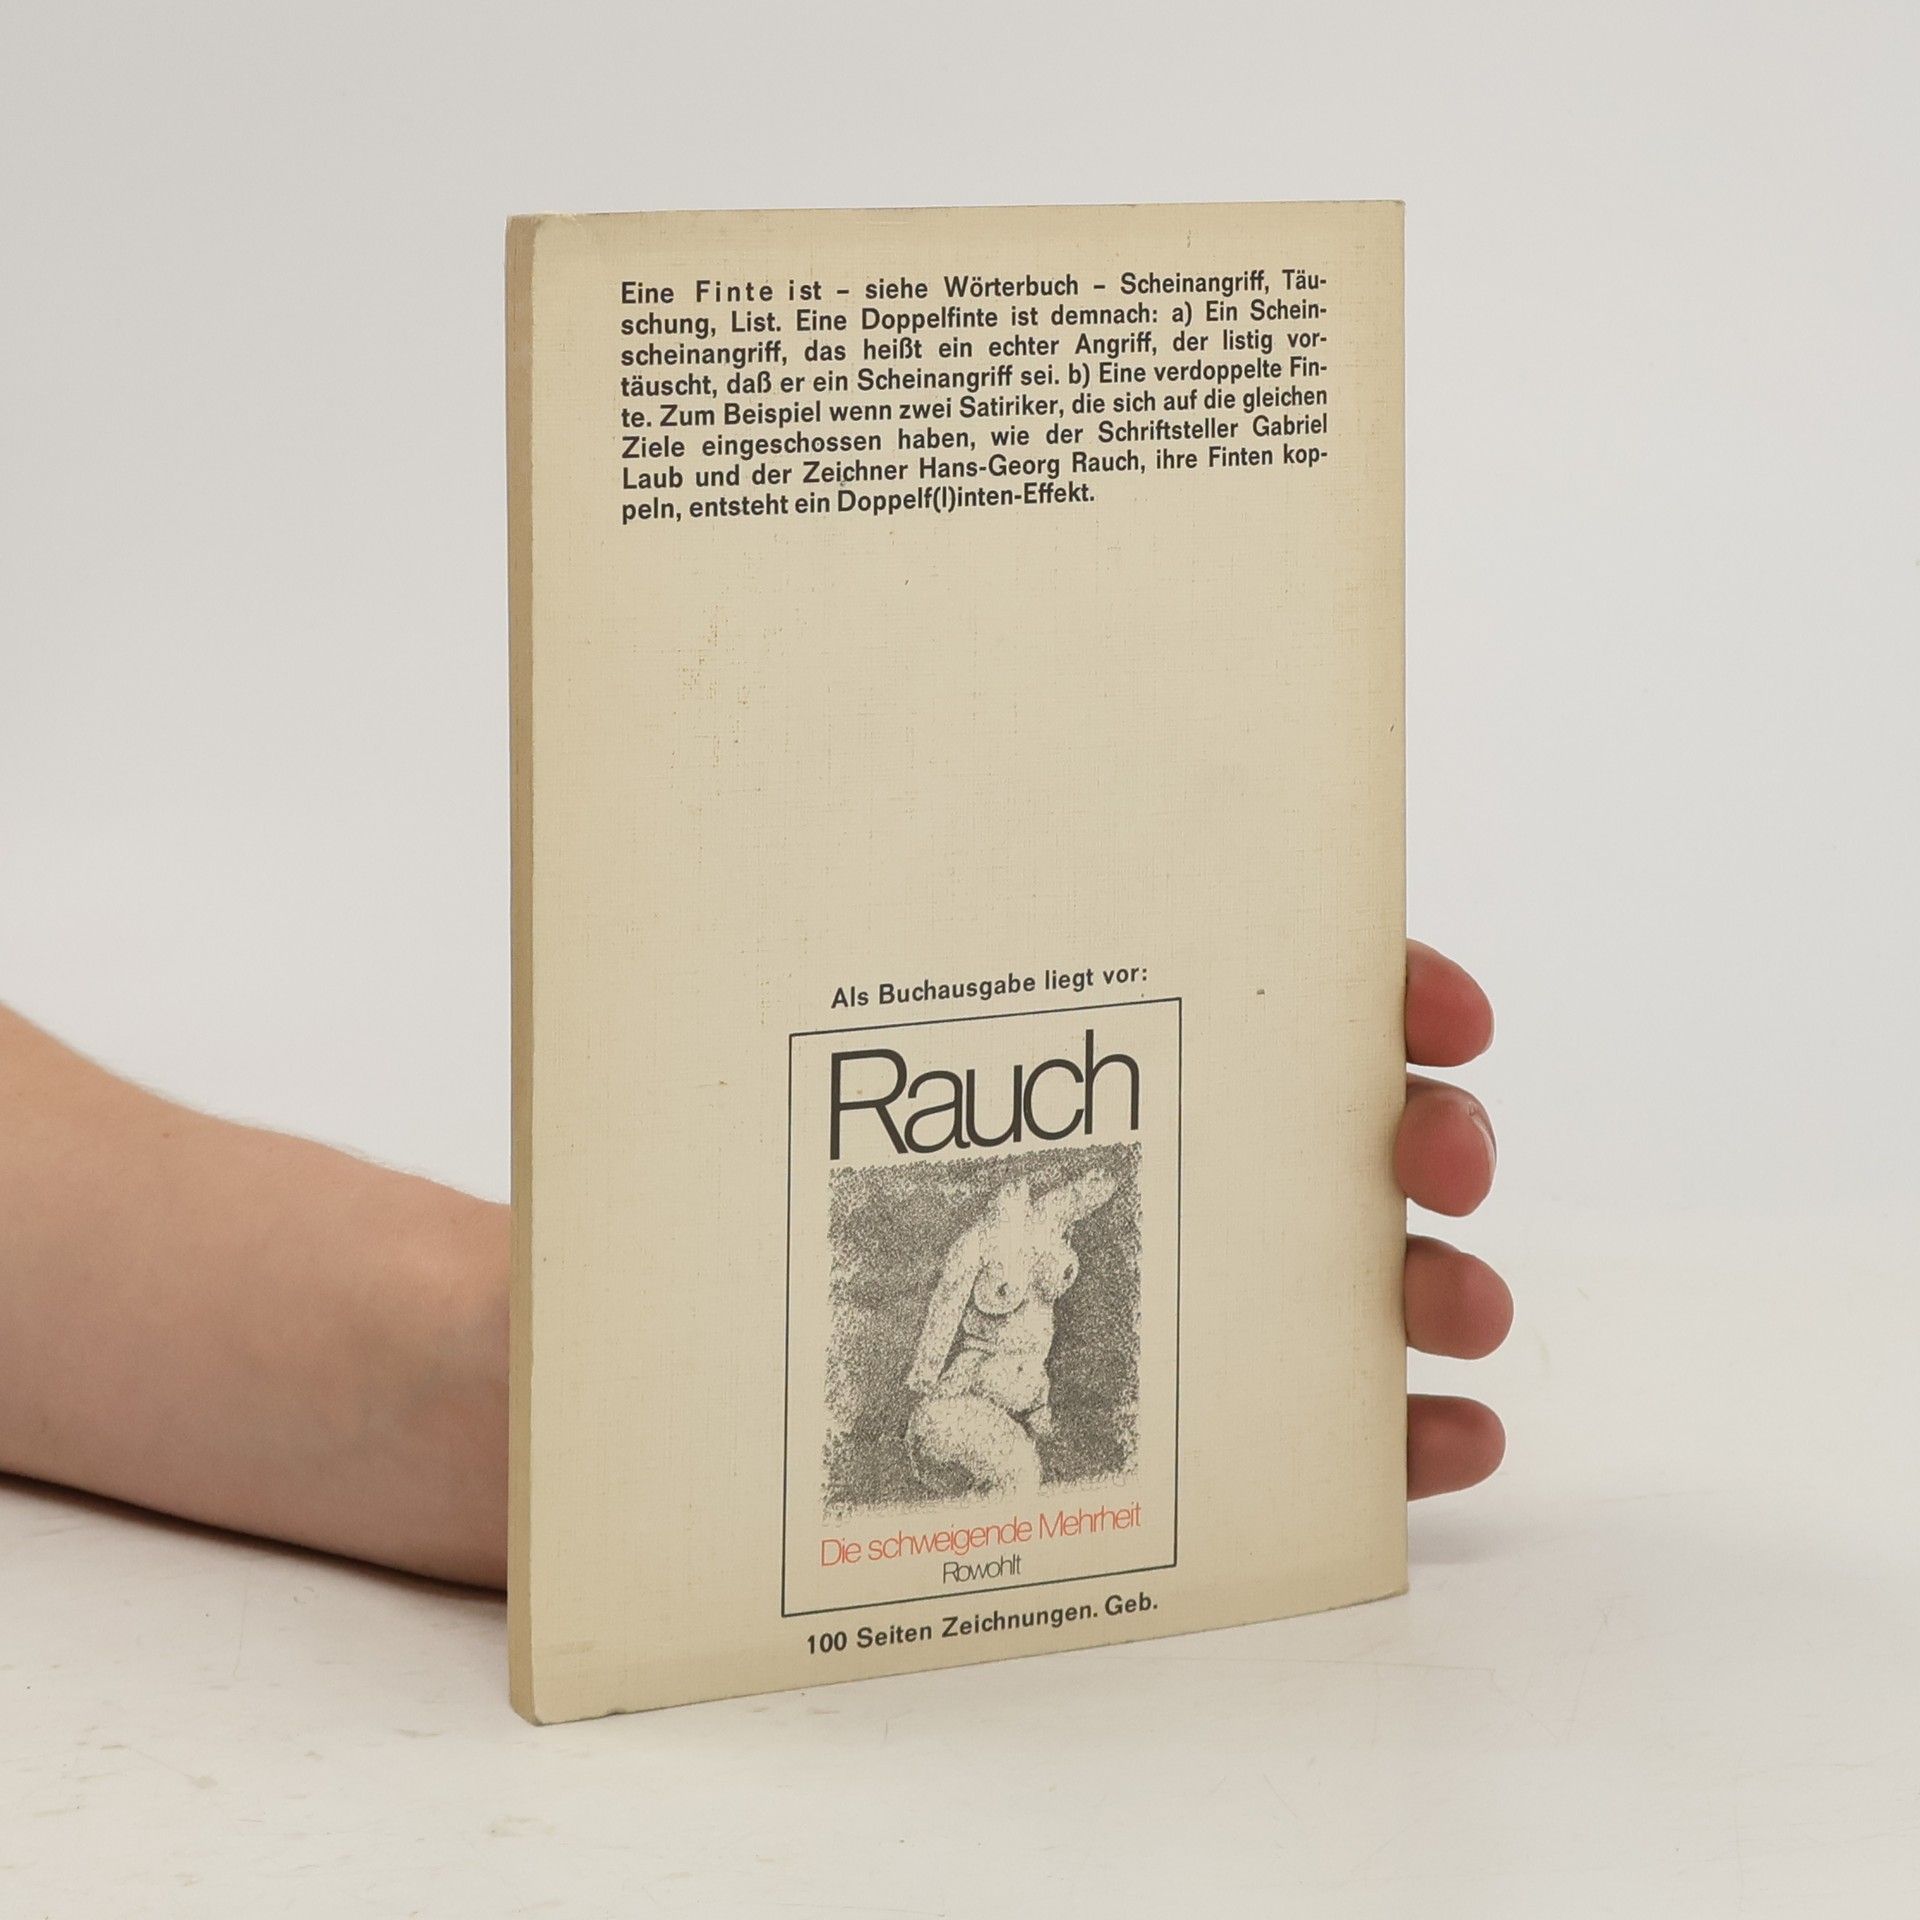 Eine Finte ist – siehe Wörterbuch – Scheinangriff, Täu-
schung, List. Eine Doppelfinte ist demnach: a) Ein Schein-
scheinangriff, das heißt ein echter Angriff, der listig vor-
täuscht, daß er ein Scheinangriff sei. b) Eine verdoppelte Fin-
te. Zum Beispiel wenn zwei Satiriker, die sich auf die gleichen
Ziele eingeschossen haben, wie der Schriftsteller Gabriel
Laub und der Zeichner Hans-Georg Rauch, ihre Finten kop-
peln, entsteht ein Doppelf(l)inten-Effekt.
Als Buchausgabe liegt vor:
Rauch
Die schweigende Mehrheit
Rowohlt
100 Seiten Zeichnungen. Geb.